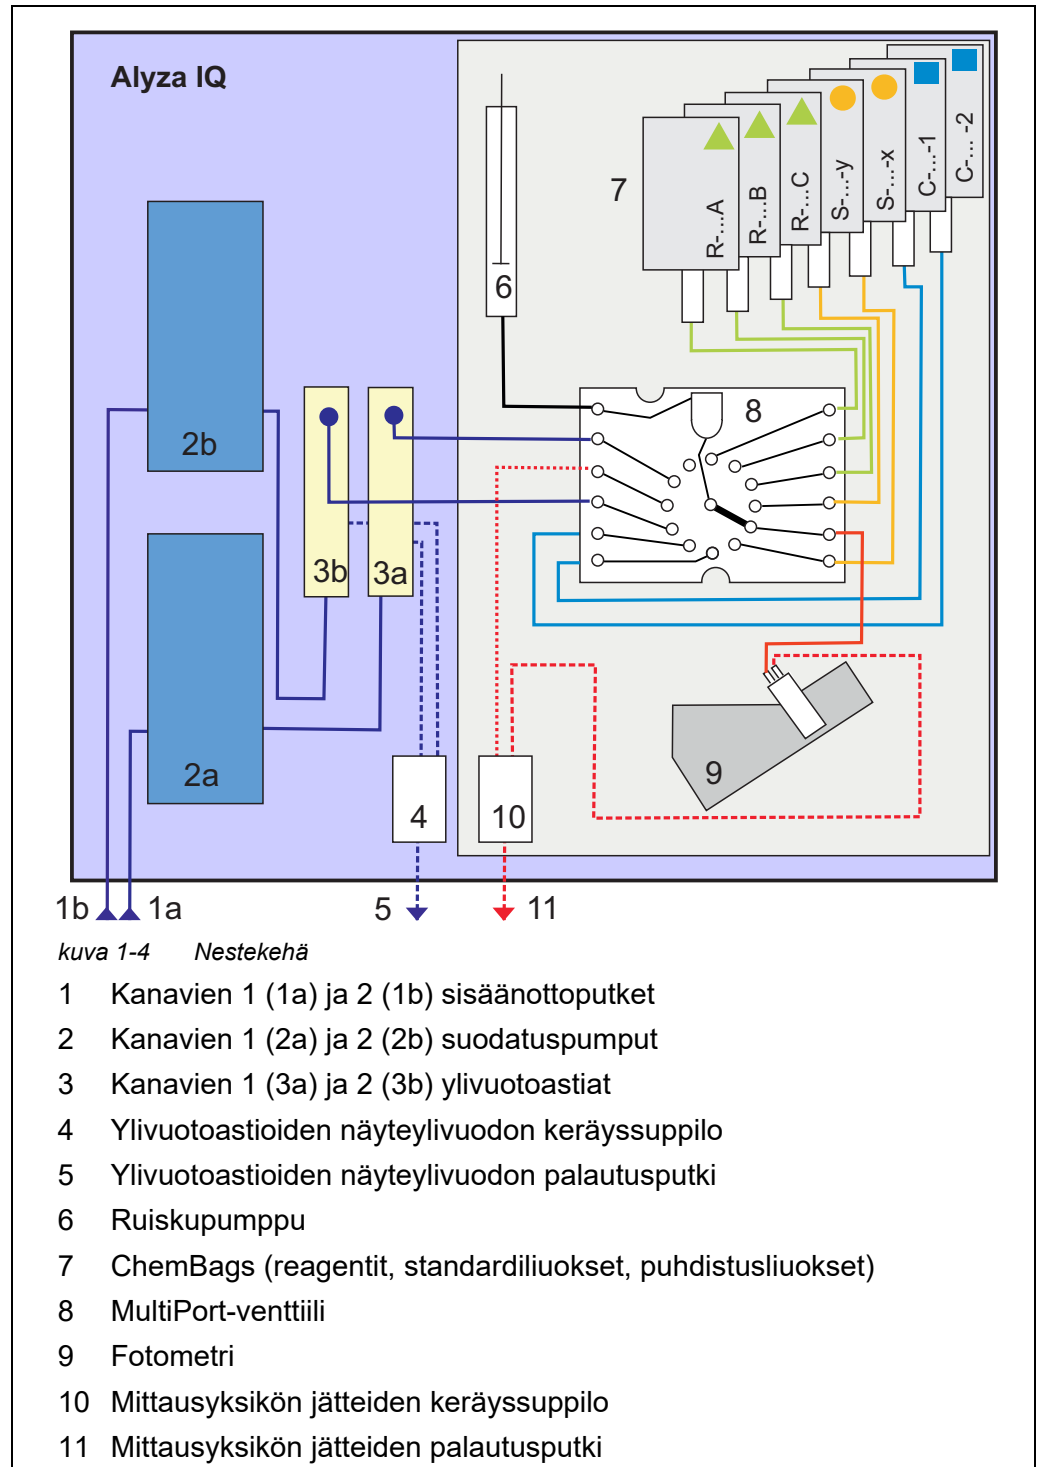 Alyza IQ
7
R-...A
R-...B
R-...C
S-...-y
S-...-x
C-...-1
C-... -2
6
2b
8
3b
3a
2a
9
4
10
1b
1a
5
11
kuva 1-4 Nestekehä
1 Kanavien 1 (1a) ja 2 (1b) sisäänottoputket
2 Kanavien 1 (2a) ja 2 (2b) suodatuspumput
3 Kanavien 1 (3a) ja 2 (3b) ylivuotoastiat
4 Ylivuotoastioiden näyteylivuodon keräyssuppilo
5 Ylivuotoastioiden näyteylivuodon palautusputki
6 Ruiskupumppu
7 ChemBags (reagentit, standardiliuokset, puhdistusliuokset)
8 MultiPort-venttiili
9 Fotometri
10 Mittausyksikön jätteiden keräyssuppilo
11 Mittausyksikön jätteiden palautusputki